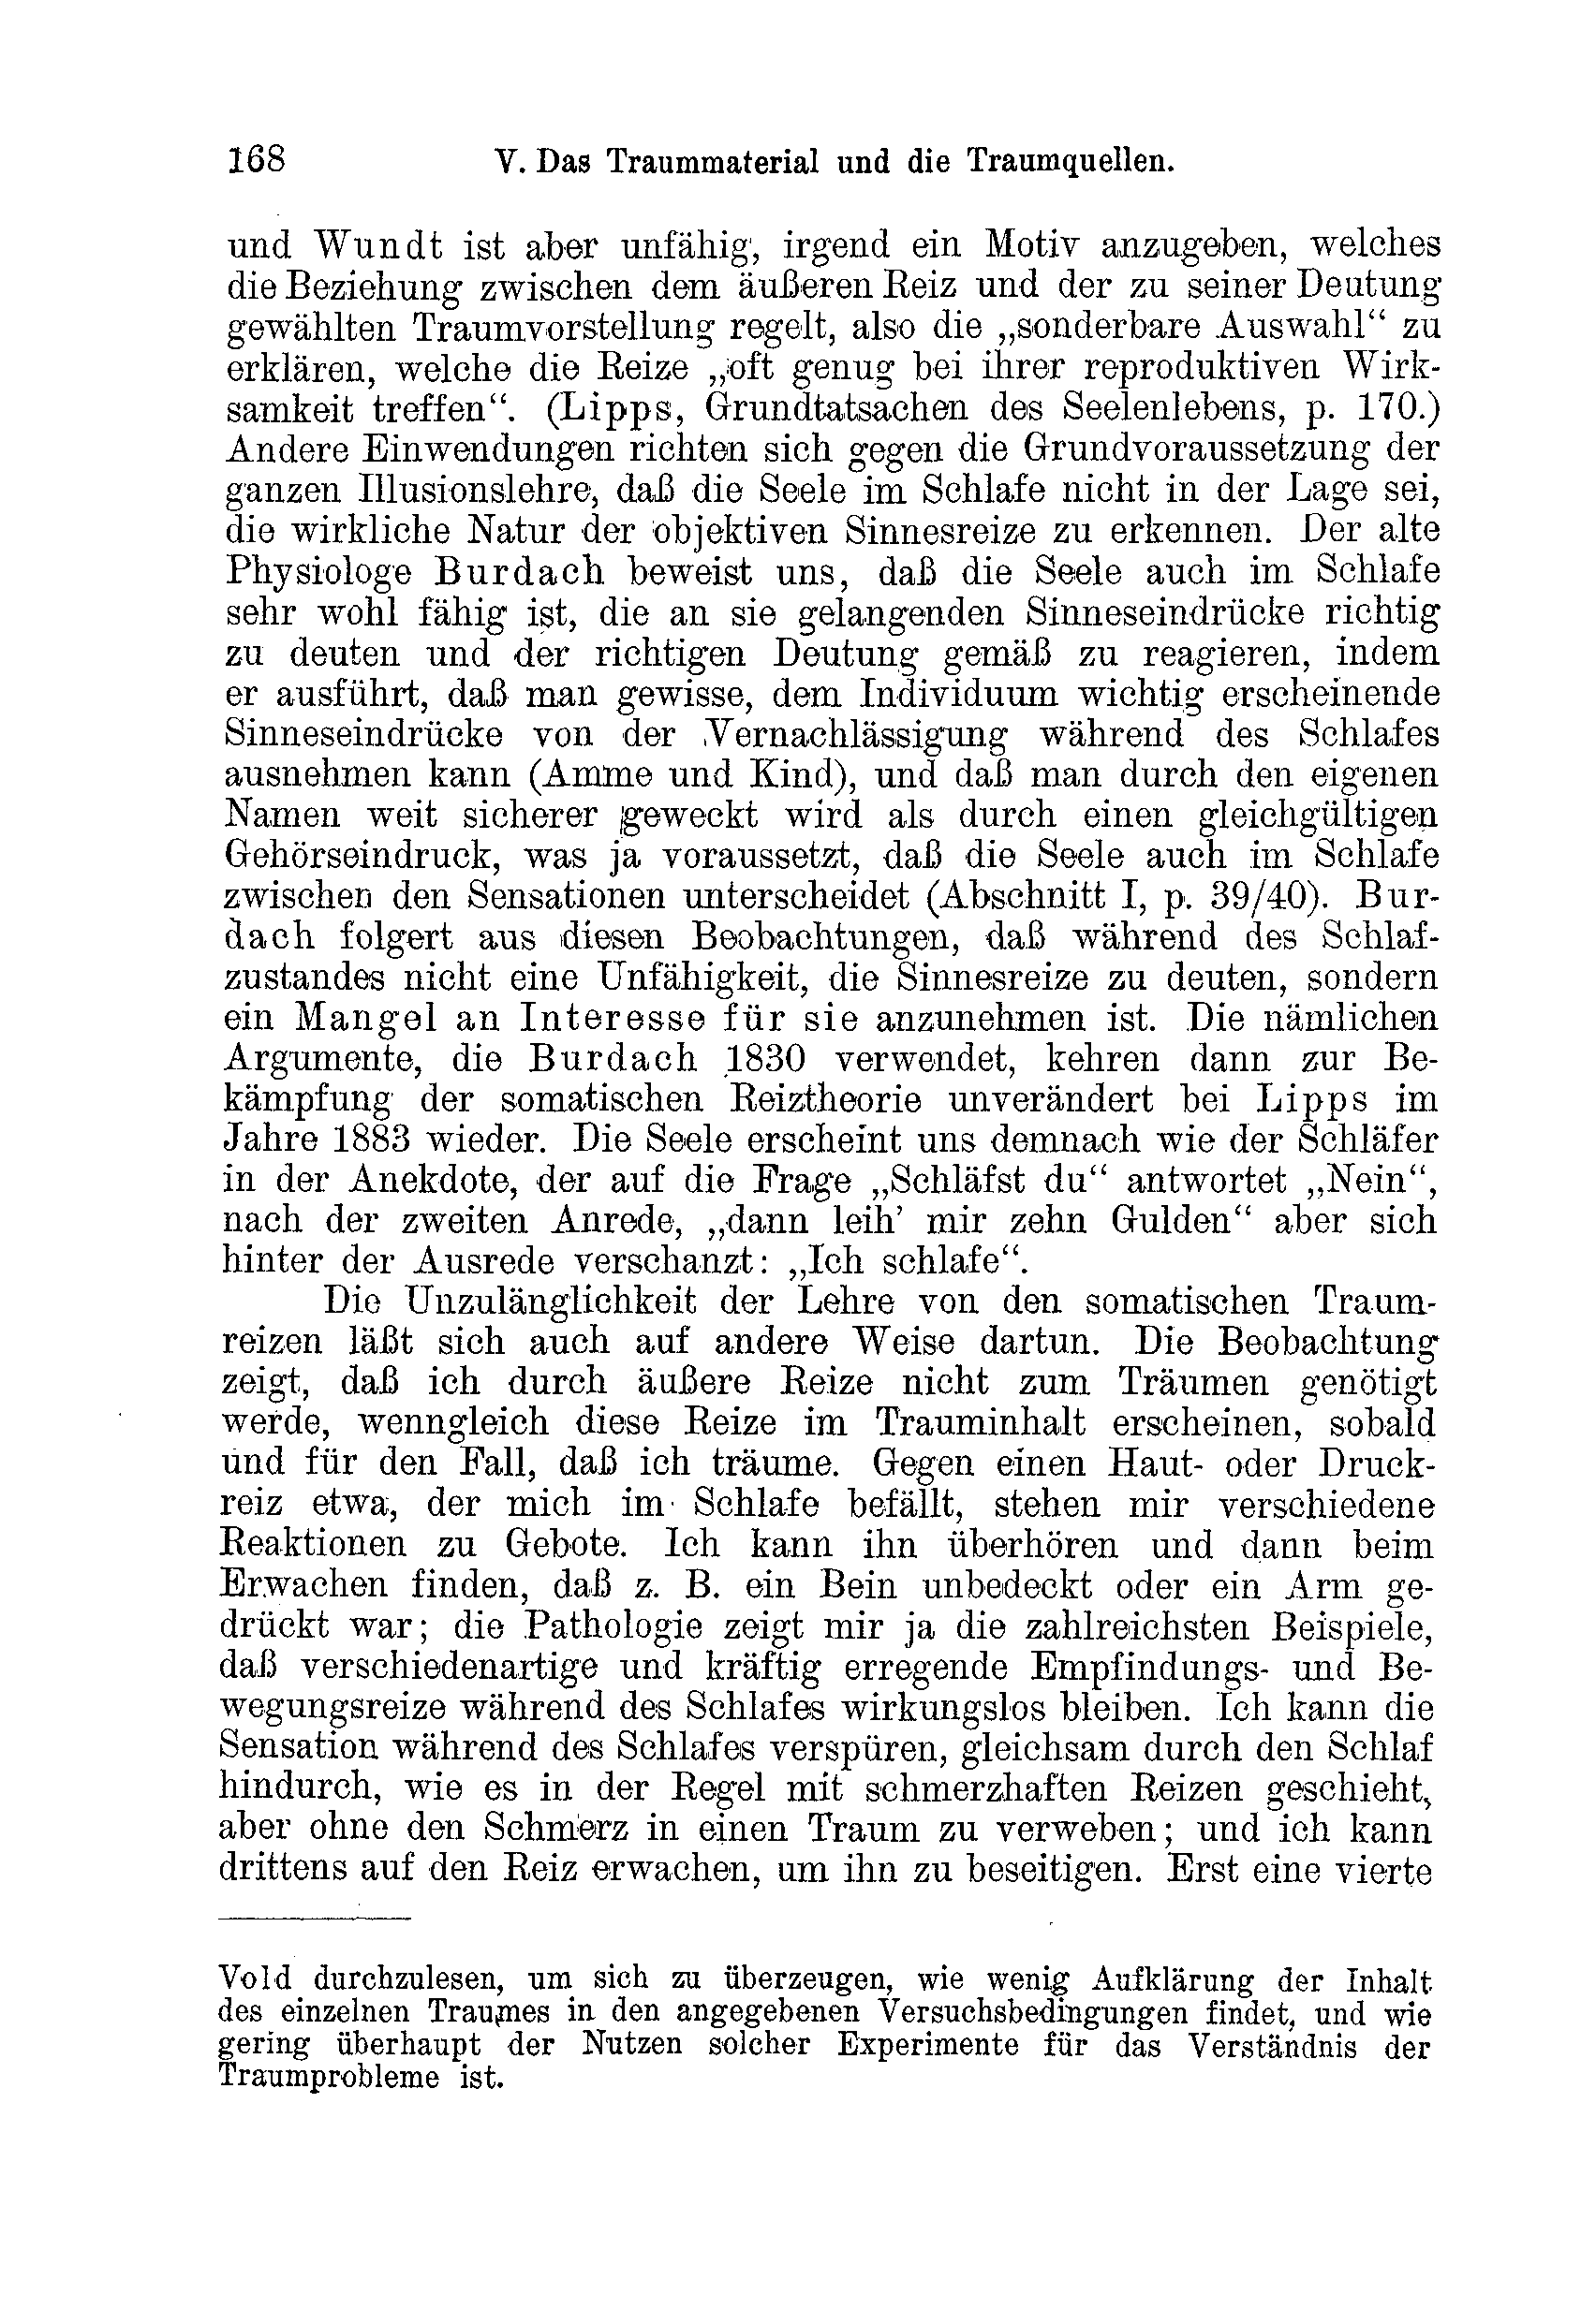 168 V. Das Traummaterial und die Traumquellen.
und Wundt ist aber unfähig, irgend ein Motiv anzugeben, welches
die Beziehung zwischen dem äußeren Reiz und der zu seiner Deutung
gewählten Traumvorstellung regelt, also die „sonderbare Auswahl“ zu
erklären, welche die Reize „oft genug bei ihrer reproduktiven Wirk-
samkeit treffen“. (Lipps, Grundtatsachen des Seelenlebens, p. 170.)
Andere Einwendungen richten sich gegen die Grundvoraussetzung der
ganzen Illusionslehre, daß die Seele im Schlafe nicht in der Lage sei,
die wirkliche Natur der objektiven Sinnesreize zu erkennen. Der alte
Physiologe Burdach beweist uns, daß die Seele auch im Schlafe
sehr wohl fähig ist, die an sie gelangenden Sinneseindrücke richtig
zu deuten und der richtigen Deutung gemäß zu reagieren, indem
er ausführt, daß man gewisse, dem Individuum wichtig erscheinende
Sinneseindrücke von der Vernachlässigung während des Schlafes
ausnehmen kann (Amme und Kind), und daß man durch den eigenen
Namen weit sicherer geweckt wird als durch einen gleichgültigen
Gehörseindruck, was ja voraussetzt, daß die Seele auch im Schlafe
zwischen den Sensationen unterscheidet (Abschnitt I, p. 39/40). Bur-
dach folgert aus diesen Beobachtungen, daß während des Schlaf-
zustandes nicht eine Unfähigkeit, die Sinnesreize zu deuten, sondern
ein Mangel an Interesse für sie anzunehmen ist. Die nämlichen
Argumente, die Burdach 1830 verwendet, kehren dann zur Be-
kämpfung der somatischen Reiztheorie unverändert bei Lipps im
Jahre 1883 wieder. Die Seele erscheint uns demnach wie der Schläfer
in der Anekdote, der auf die Frage „Schläfst du“ antwortet „Nein“,
nach der zweiten Anrede, „dann leih’ mir zehn Gulden“ aber sich
hinter der Ausrede verschanzt: „Ich schlafe“.
Die Unzulänglichkeit der Lehre von den somatischen Traum-
reizen läßt sich auch auf andere Weise dartun. Die Beobachtung
zeigt, daß ich durch äußere Reize nicht zum Träumen genötigt
werde, wenngleich diese Reize im Trauminhalt erscheinen, sobald
und für den Fall, daß ich träume. Gegen einen Haut- oder Druck-
reiz etwa, der mich im Schlafe befällt, stehen mir verschiedene
Reaktionen zu Gebote. Ich kann ihn überhören und dann beim
Erwachen finden, daß z. B. ein Bein unbedeckt oder ein Arm ge-
drückt war; die Pathologie zeigt mir ja die zahlreichsten Beispiele,
daß verschiedenartige und kräftig erregende Empfindungs- und Be-
wegungsreize während des Schlafes wirkungslos bleiben. Ich kann die
Sensation während des Schlafes verspüren, gleichsam durch den Schlaf
hindurch, wie es in der Regel mit schmerzhaften Reizen geschieht,
aber ohne den Schmerz in einen Traum zu verweben; und ich kann
drittens auf den Reiz erwachen, um ihn zu beseitigen. Erst eine vierte
Vold durchzulesen, um sich zu überzeugen, wie wenig Aufklärung der Inhalt
des einzelnen Traumes in den angegebenen Versuchsbedingungen findet, und wie
gering überhaupt der Nutzen solcher Experimente für das Verständnis der
Traumprobleme ist.